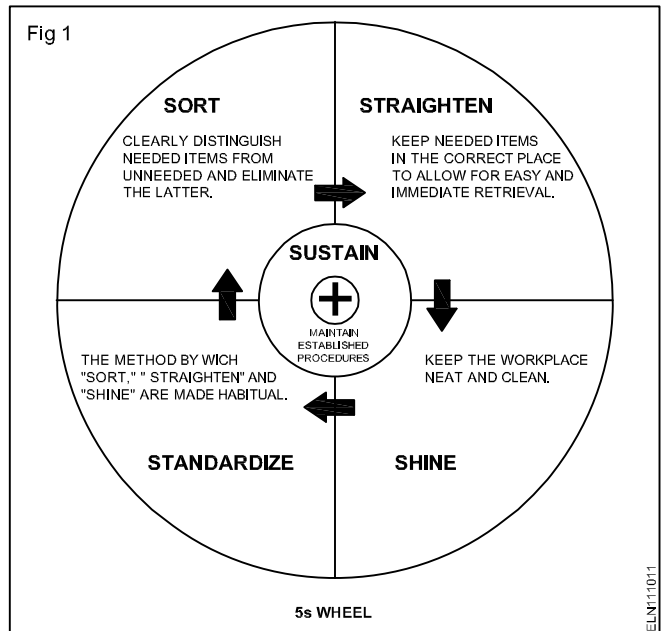 Fig 1
SORT
CLEARLY DISTINGUISH
NEEDED ITEMS FROM
UNNEEDED AND ELIMINATE
THE LATTER.
STRAIGHTEN
KEEP NEEDED ITEMS
IN THE CORRECT PLACE
TO ALLOW FOR EASY AND
IMMEDIATE RETRIEVAL.
SUSTAIN
MAINTAIN
ESTABLISHED
PROCEDURES
THE METHOD BY WICH
"SORT," " STRAIGHTEN" AND
"SHINE" ARE MADE HABITUAL.
STANDARDIZE
KEEP THE WORKPLACE
NEAT AND CLEAN.
SHINE
5s WHEEL
ELN111011